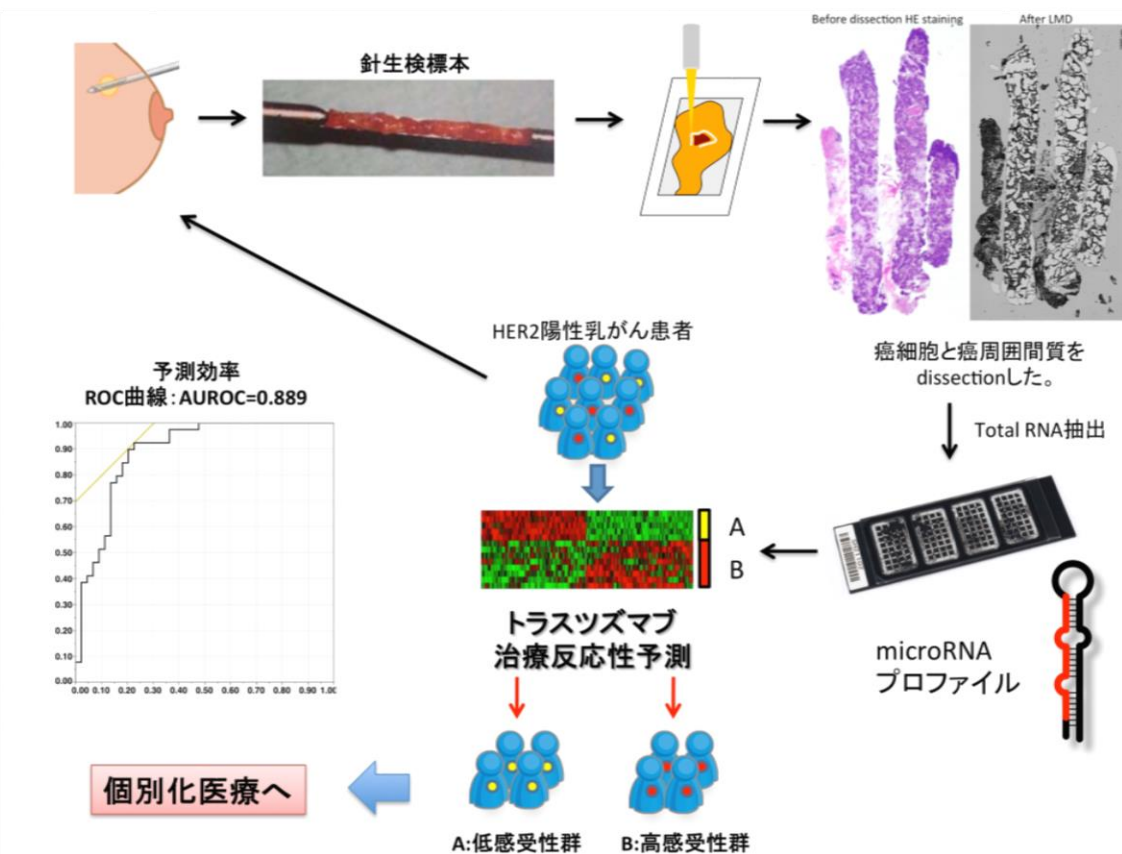 Before dissection HE staining
After LMD
針生検標本
HER2陽性乳がん患者
癌細胞と癌周囲間質を
dissectionした。
Total RNA抽出
予測効率
ROC曲線：AUROC=0.889
1.00
0.90
0.80
0.70
0.60
0.50
0.40
0.30
0.20
0.10
0.00
0.00 0.10 0.20 0.30 0.40 0.50 0.60 0.70 0.80 0.90 1.00
A
B
トラスツズマブ
治療反応性予測
microRNA
プロファイル
個別化医療へ
A:低感受性群
B:高感受性群